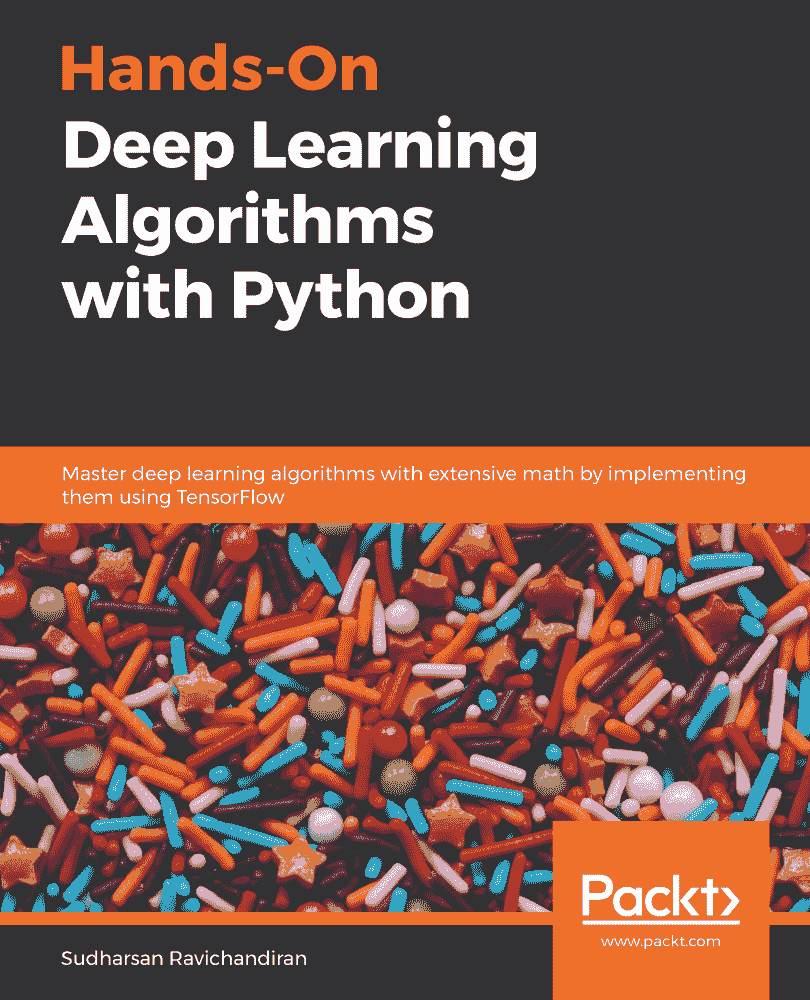 Hands-On
Deep Learning
Algorithms
with Python
Master deep learning algorithms with extensive math by implementing
them using TensorFlow
Packt>
www.packt.com
Sudharsan Ravichandiran